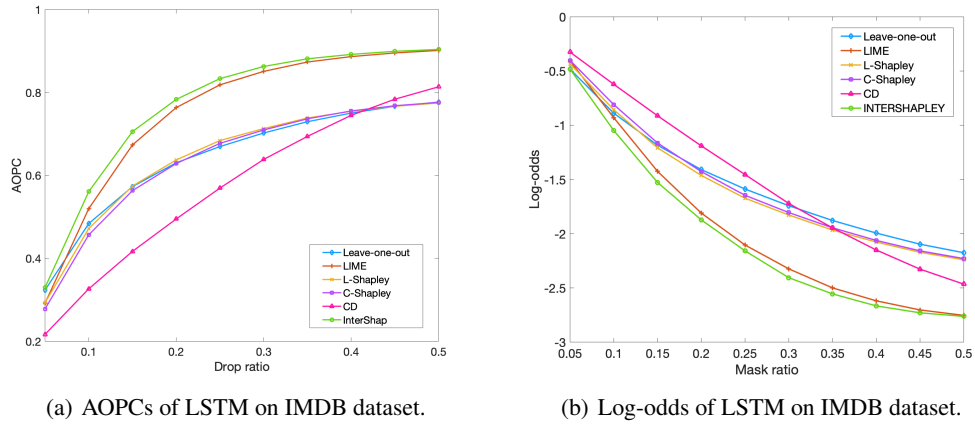 1
0.8
0.6
0.4
0.2
AOPC
0.1
0.2
0.3
0.4
0.5
Drop ratio
Leave-one-out
LIME
L-Shapley
C-Shapley
CD
InterShap
(a) AOPCs of LSTM on IMDB dataset.
0
-0.5
-1
-1.5
-2
-2.5
-3
Log-odds
0.05
0.1
0.15
0.2
0.25
0.3
0.35
0.4
0.45
0.5
Mask ratio
Leave-one-out
LIME
L-Shapley
C-Shapley
CD
INTERSHAPLEY
(b) Log-odds of LSTM on IMDB dataset.